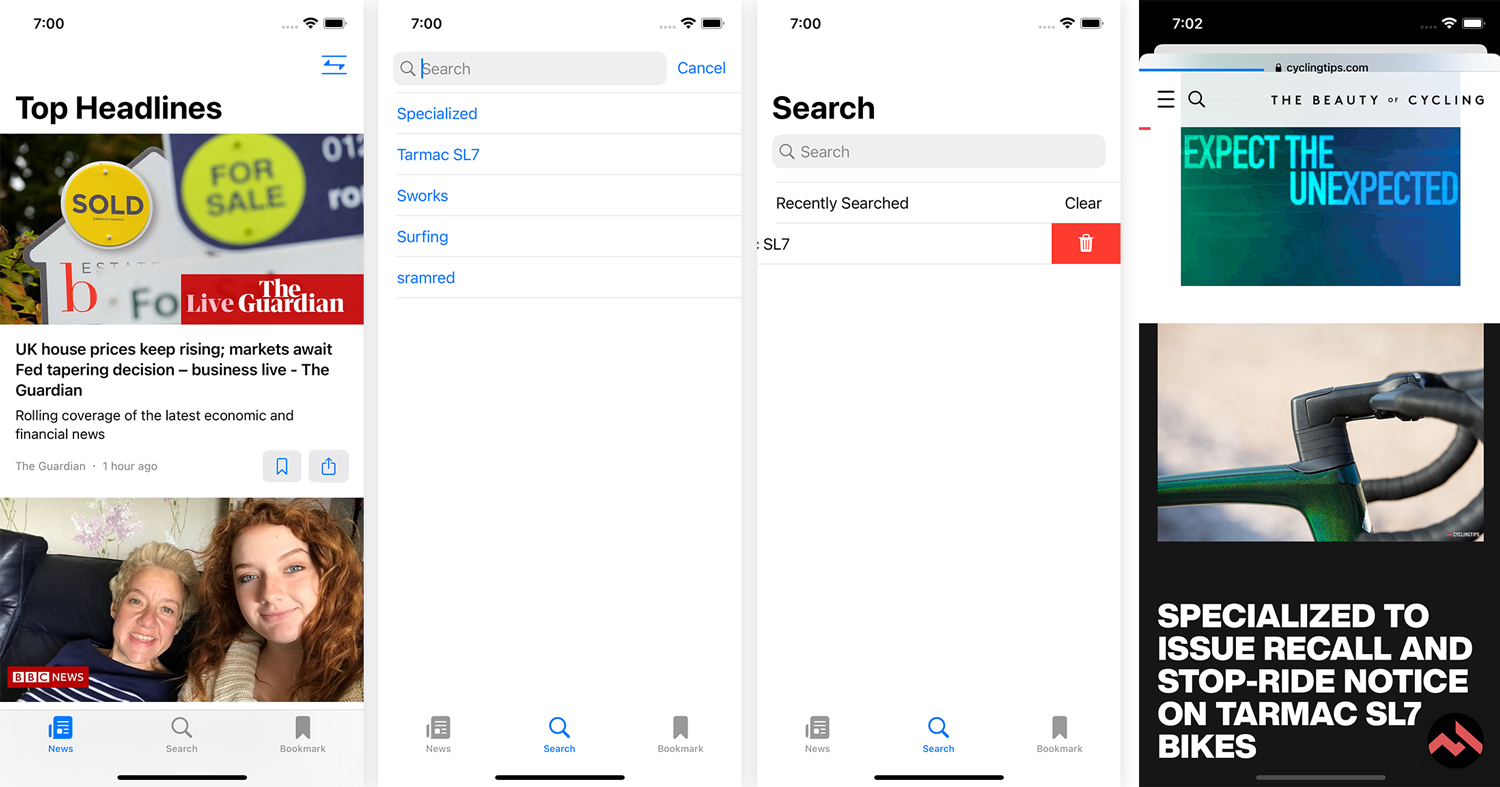 7:00
Top Headlines
SOLD
FOR
SALE
012
ro
ESTATE
b
For S
Live The Guardian
UK house prices keep rising; markets await
Fed tapering decision – business live - The
Guardian
Rolling coverage of the latest economic and
financial news
The Guardian · 1 hour ago
BBC NEWS
News
Search
Bookmark
7:00
Search
Cancel
Specialized
Tarmac SL7
Sworks
Surfing
sramred
News
Search
Bookmark
7:00
Search
Search
Recently Searched
Clear
c SL7
News
Search
Bookmark
7:02
cyclingtips.com
THE BEAUTY OF CYCLING
EXPECT THE
UNEXPECTED
CYCLINGTIPS
SPECIALIZED TO
ISSUE RECALL AND
STOP-RIDE NOTICE
ON TARMAC SL7
BIKES